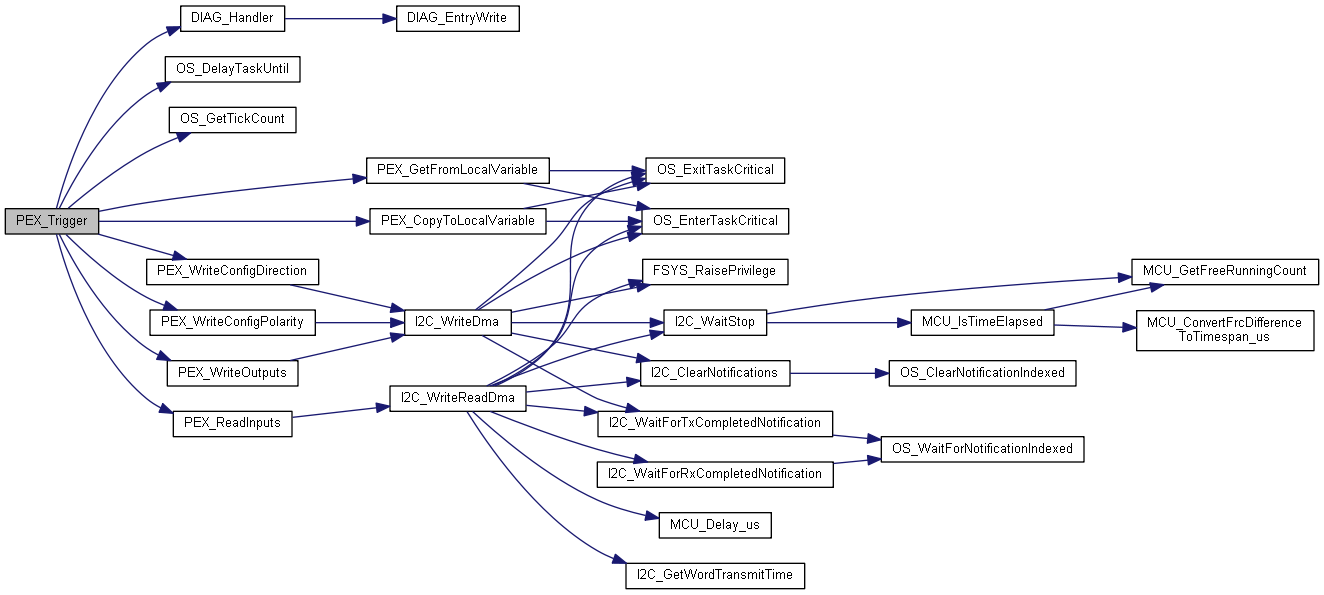 DIAG_Handler
DIAG_EntryWrite
OS_DelayTaskUntil
OS_GetTickCount
PEX_GetFromLocalVariable
OS_ExitTaskCritical
PEX_Trigger
PEX_CopyToLocalVariable
OS_EnterTaskCritical
PEX_WriteConfigDirection
FSYS_RaisePrivilege
MCU_GetFreeRunningCount
PEX_WriteConfigPolarity
I2C_WriteDma
I2C_WaitStop
MCU_IsTimeElapsed
MCU_ConvertFrcDifference
ToTimespan_us
PEX_WriteOutputs
I2C_ClearNotifications
OS_ClearNotificationIndexed
I2C_WriteReadDma
PEX_ReadInputs
I2C_WaitForTxCompletedNotification
OS_WaitForNotificationIndexed
I2C_WaitForRxCompletedNotification
MCU_Delay_us
I2C_GetWordTransmitTime